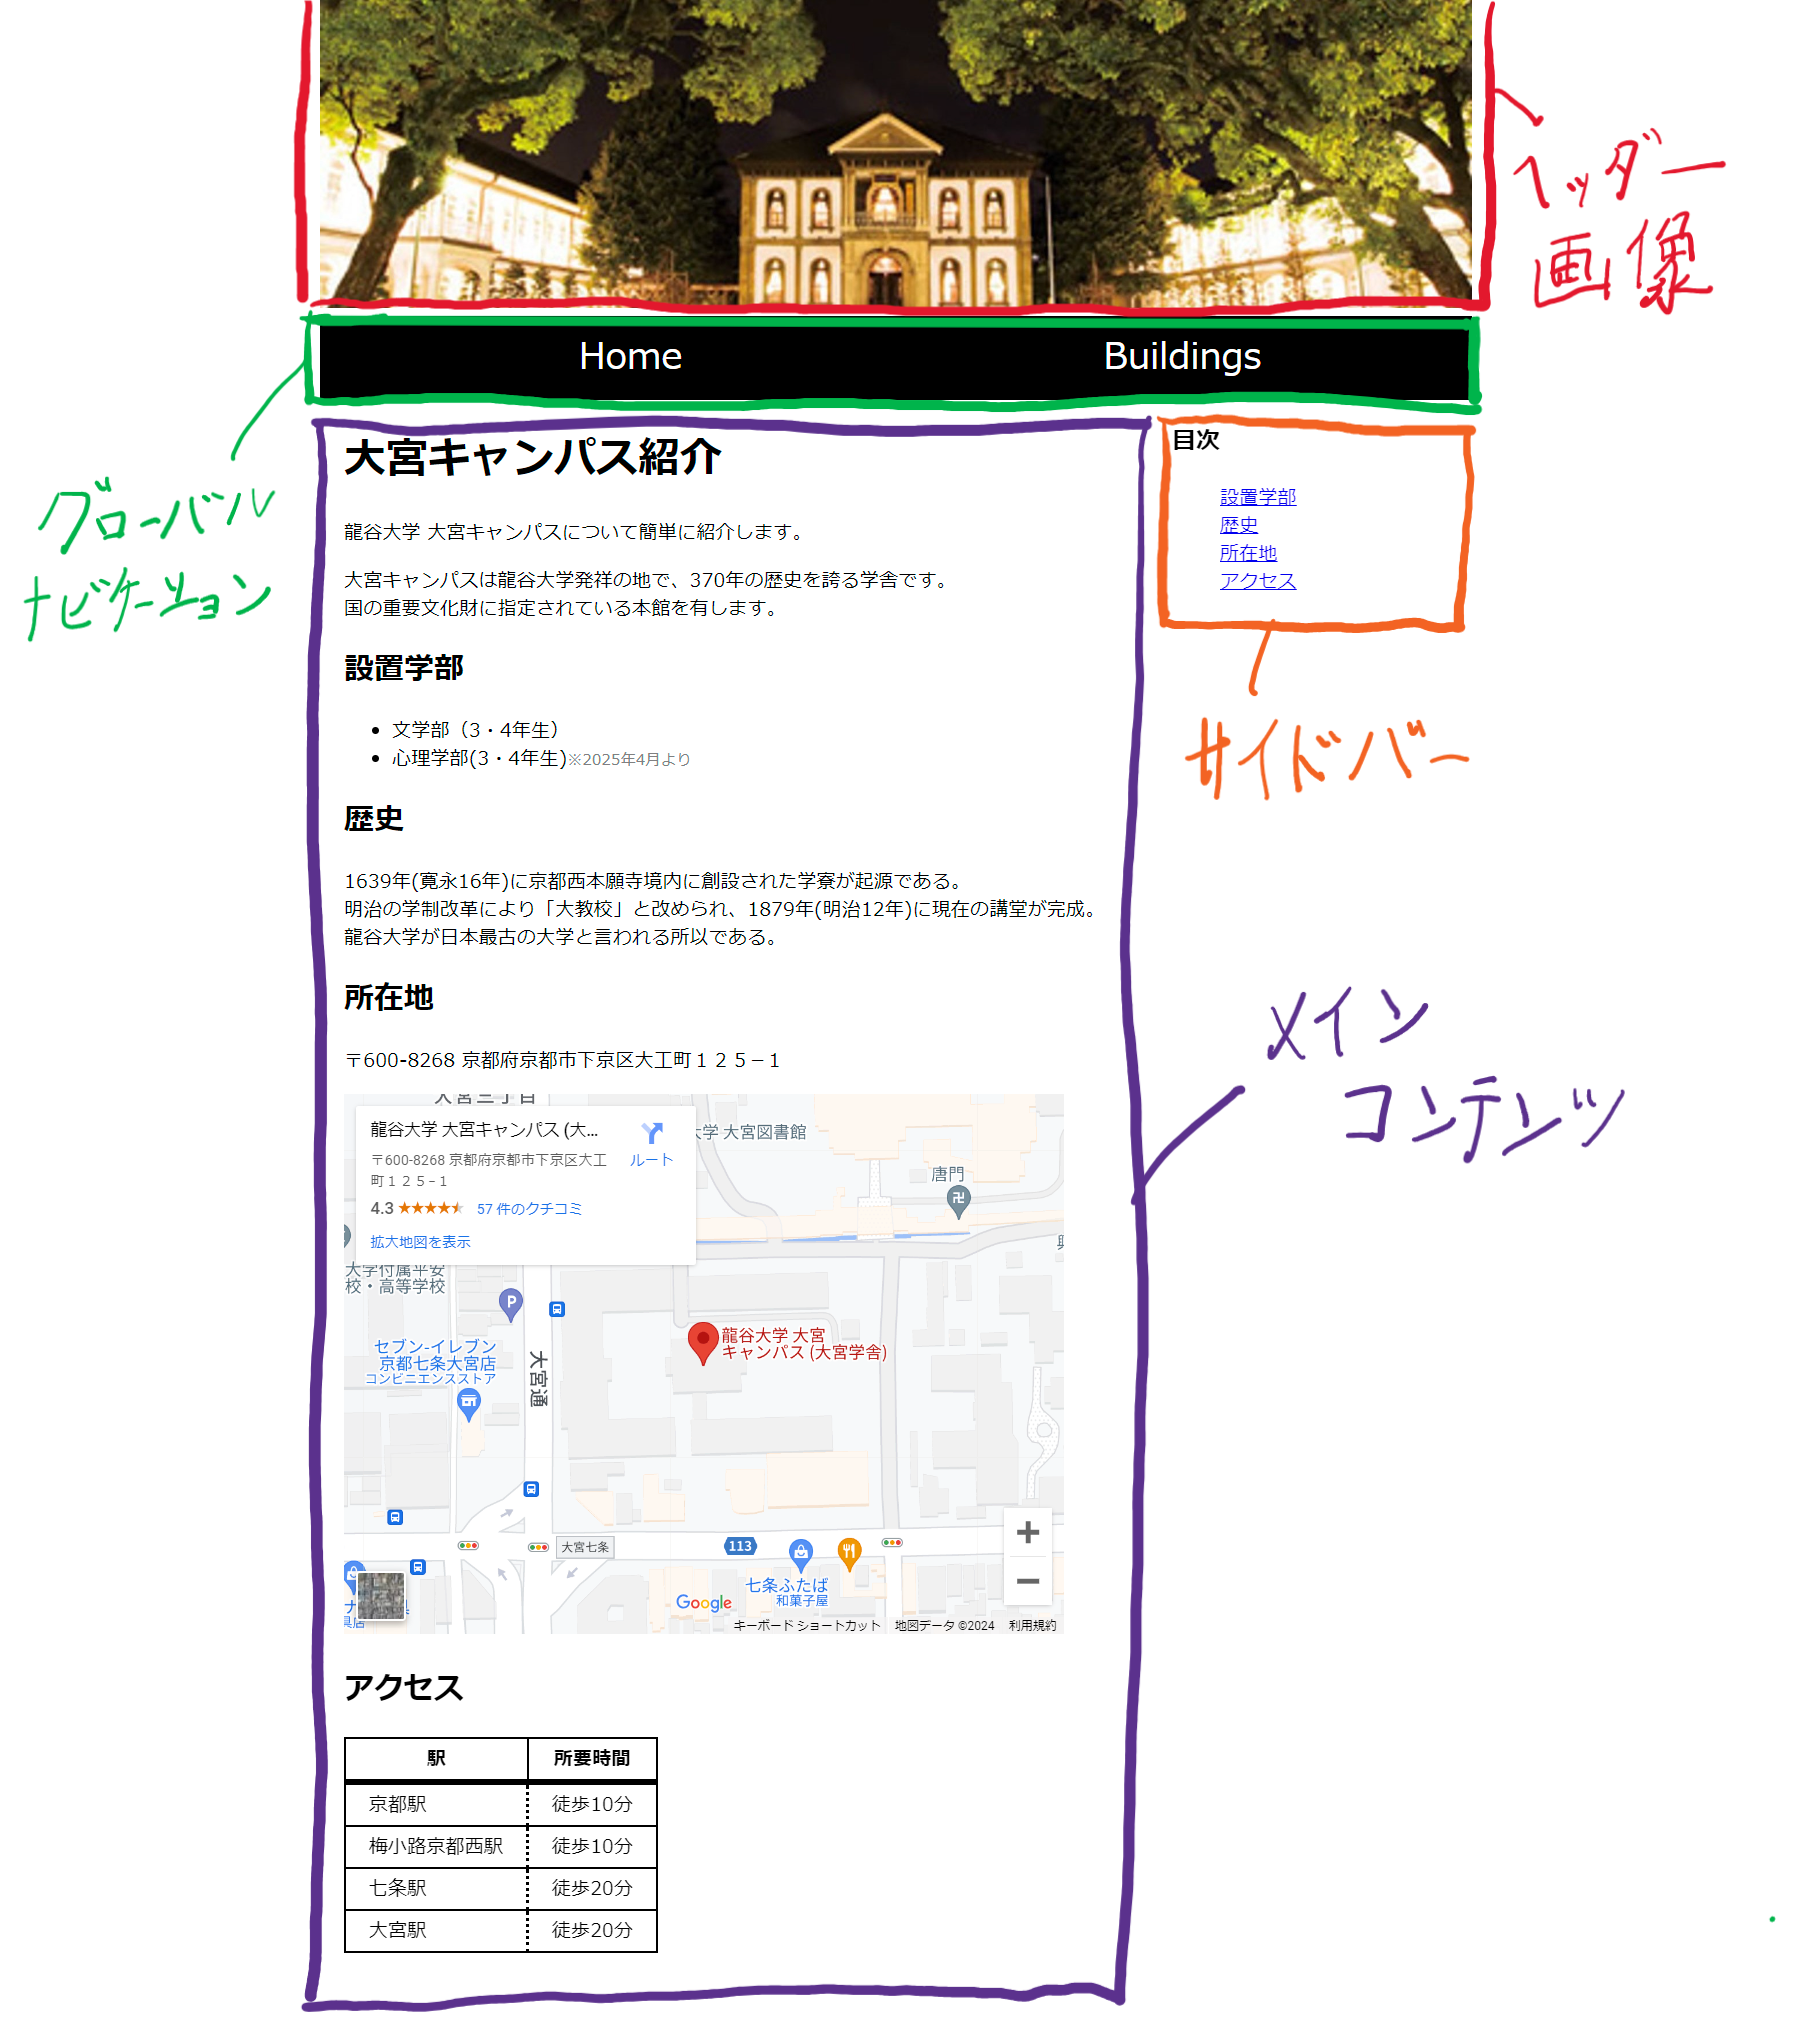 ヘッダー
画像
Home
Buildings
グローバル
ナビゲーション
大宮キャンパス紹介
龍谷大学 大宮キャンパスについて簡単に紹介します。
大宮キャンパスは龍谷大学発祥の地で、370年の歴史を誇る学舎です。
国の重要文化財に指定されている本館を有します。
設置学部
文学部（3・4年生）
心理学部(3・4年生)※2025年4月より
歴史
1639年(寛永16年)に京都西本願寺境内に創設された学寮が起源である。
明治の学制改革により「大教校」と改められ、1879年(明治12年)に現在の講堂が完成。
龍谷大学が日本最古の大学と言われる所以である。
所在地
〒600-8268 京都府京都市下京区大工町１２５−１
大宮三丁目
龍谷大学 大宮キャンパス (大...
〒600-8268 京都府京都市下京区大工
町１２５−１
4.3 ★★★★★ 57 件のクチコミ
拡大地図を表示
ルート
大学 大宮図書館
唐門
卍
大学付属平安
校・高等学校
P
セブン-イレブン
京都七条大宮店
コンビニエンスストア
大宮通
龍谷大学 大宮
キャンパス (大宮学舎)
大宮七条
113
七条ふたば
和菓子屋
Google
+
−
キーボード ショートカット
地図データ ©2024
利用規約
アクセス
駅 所要時間
京都駅 徒歩10分
梅小路京都西駅 徒歩10分
七条駅 徒歩20分
大宮駅 徒歩20分
目次
設置学部
歴史
所在地
アクセス
サイドバー
メイン
コンテンツ